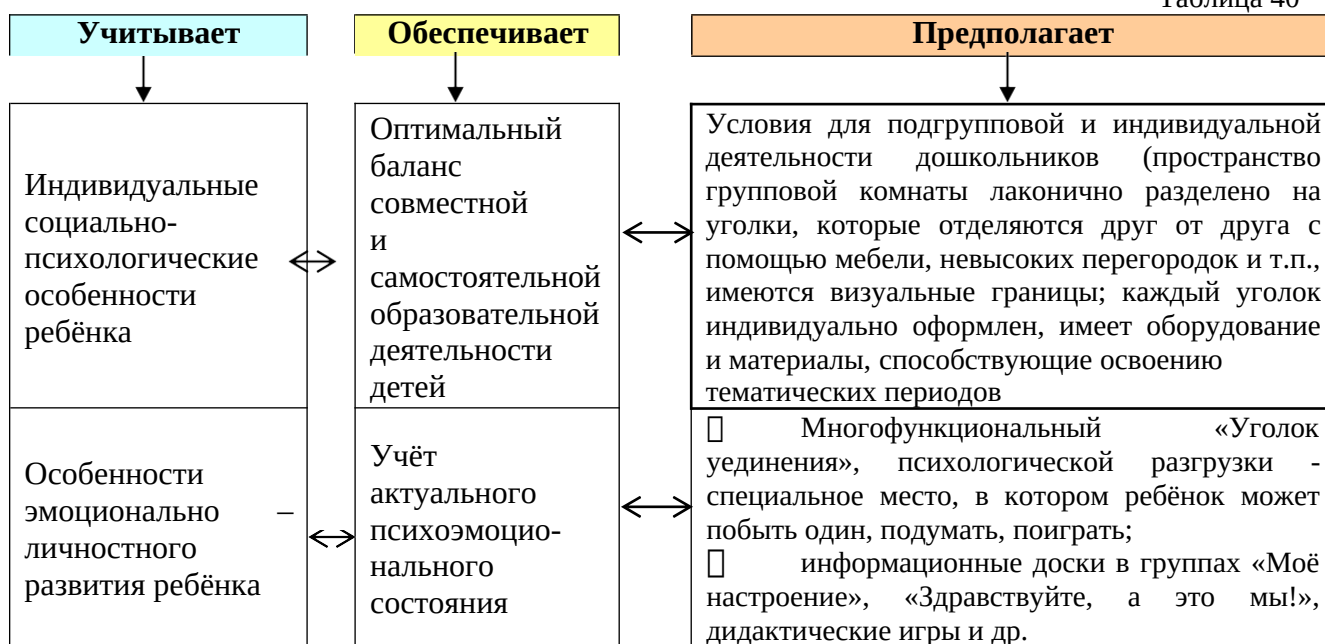 Таблица 40
Учитывает
Обеспечивает
Предполагает
Индивидуальные
социально-
психологические
особенности
ребёнка
Оптимальный
баланс
совместной
и
самостоятельной
образовательной
деятельности
детей
Условия для подгрупповой и индивидуальной
деятельности дошкольников (пространство
групповой комнаты лаконично разделено на
уголки, которые отделяются друг от друга с
помощью мебели, невысоких перегородок и т.п.,
имеются визуальные границы; каждый уголок
индивидуально оформлен, имеет оборудование
и материалы, способствующие освоению
тематических периодов
Особенности
эмоционально –
личностного
развития ребёнка
Учёт
актуального
психоэмоцио-
нального
состояния
Многофункциональный «Уголок
уединения», психологической разгрузки -
специальное место, в котором ребёнок может
побыть один, подумать, поиграть;
информационные доски в группах «Моё
настроение», «Здравствуйте, а это мы!»,
дидактические игры и др.